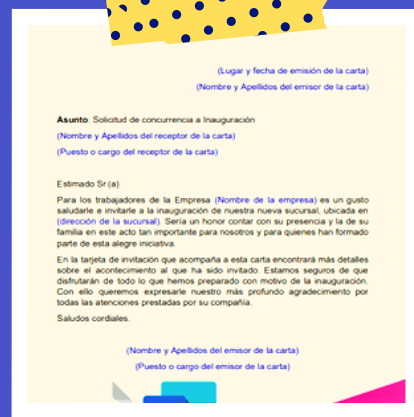 (Lugar y fecha de emisión de la carta)
(Nombre y Apellidos del emisor de la carta)
Asunto: Solicitud de concurrencia a Inauguración
(Nombre y Apellidos del receptor de la carta)
(Puesto o cargo del receptor de la carta)
Estimado Sr.(a)
Para los trabajadores de la Empresa (Nombre de la empresa) es un gusto
saludarle e invitarle a la inauguración de nuestra nueva sucursal, ubicada en
(dirección de la sucursal). Sería un honor contar con su presencia y la de su
familia en este acto tan importante para nosotros y para quienes han formado
parte de esta alegre iniciativa.
En la tarjeta de invitación que acompaña a esta carta encontrará más detalles
sobre el acontecimiento al que ha sido invitado. Estamos seguros de que
disfrutarán de todo lo que hemos preparado con motivo de la inauguración.
Con ello queremos expresarle nuestro más profundo agradecimiento por
todas las atenciones prestadas por su compañía.
Saludos cordiales.
(Nombre y Apellidos del emisor de la carta)
(Puesto o cargo del emisor de la carta)